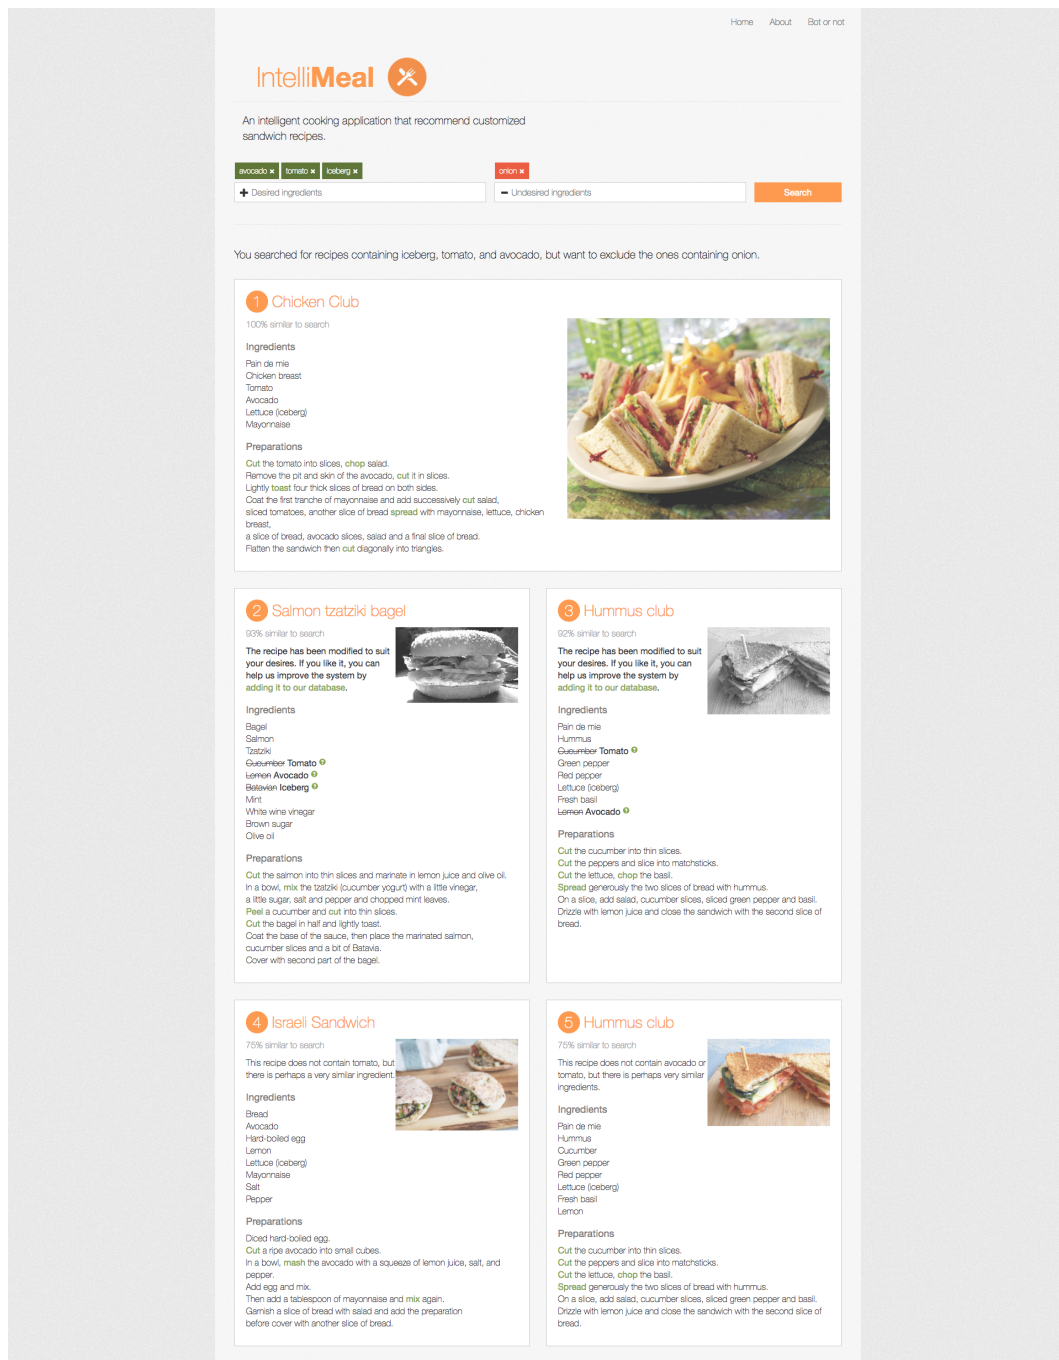 Home About Bot or not
IntelliMeal
An intelligent cooking application that recommend customized
sandwich recipes.
avocado × tomato × iceberg ×
onion ×
+ Desired ingredients
– Undesired ingredients
Search
You searched for recipes containing iceberg, tomato, and avocado, but want to exclude the ones containing onion.
1 Chicken Club
100% similar to search
Ingredients
Pain de mie
Chicken breast
Tomato
Avocado
Lettuce (iceberg)
Mayonnaise
Preparations
Cut the tomato into slices, chop salad.
Remove the pit and skin of the avocado, cut it in slices.
Lightly toast four thick slices of bread on both sides.
Coat the first tranche of mayonnaise and add successively cut salad,
sliced tomatoes, another slice of bread spread with mayonnaise, lettuce, chicken
breast,
a slice of bread, avocado slices, salad and a final slice of bread.
Flatten the sandwich then cut diagonally into triangles.
2 Salmon tzatziki bagel
93% similar to search
The recipe has been modified to suit
your desires. If you like it, you can
help us improve the system by
adding it to our database.
Ingredients
Bagel
Salmon
Tzatziki
Cucumber Tomato ?
Lemon Avocado ?
Batavian Iceberg ?
Mint
White wine vinegar
Brown sugar
Olive oil
Preparations
Cut the salmon into thin slices and marinate in lemon juice and olive oil.
In a bowl, mix the tzatziki (cucumber yogurt) with a little vinegar,
a little sugar, salt and pepper and chopped mint leaves.
Peel a cucumber and cut into thin slices.
Cut the bagel in half and lightly toast.
Coat the base of the sauce, then place the marinated salmon,
cucumber slices and a bit of Batavia.
Cover with second part of the bagel.
3 Hummus club
92% similar to search
The recipe has been modified to suit
your desires. If you like it, you can
help us improve the system by
adding it to our database.
Ingredients
Pain de mie
Hummus
Cucumber Tomato ?
Green pepper
Red pepper
Lettuce (iceberg)
Fresh basil
Lemon Avocado ?
Preparations
Cut the cucumber into thin slices.
Cut the peppers and slice into matchsticks.
Cut the lettuce, chop the basil.
Spread generously the two slices of bread with hummus.
On a slice, add salad, cucumber slices, sliced green pepper and basil.
Drizzle with lemon juice and close the sandwich with the second slice of
bread.
4 Israeli Sandwich
75% similar to search
This recipe does not contain tomato, but
there is perhaps a very similar ingredient.
Ingredients
Bread
Avocado
Hard-boiled egg
Lemon
Lettuce (iceberg)
Mayonnaise
Salt
Pepper
Preparations
Diced hard-boiled egg.
Cut a ripe avocado into small cubes.
In a bowl, mash the avocado with a squeeze of lemon juice, salt, and
pepper.
Add egg and mix.
Then add a tablespoon of mayonnaise and mix again.
Garnish a slice of bread with salad and add the preparation
before cover with another slice of bread.
5 Hummus club
75% similar to search
This recipe does not contain avocado or
tomato, but there is perhaps very similar
ingredients.
Ingredients
Pain de mie
Hummus
Cucumber
Green pepper
Red pepper
Lettuce (iceberg)
Fresh basil
Lemon
Preparations
Cut the cucumber into thin slices.
Cut the peppers and slice into matchsticks.
Cut the lettuce, chop the basil.
Spread generously the two slices of bread with hummus.
On a slice, add salad, cucumber slices, sliced green pepper and basil.
Drizzle with lemon juice and close the sandwich with the second slice of
bread.